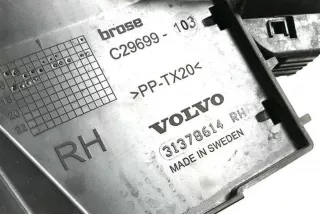 brose
C29699-103
>PP-TX20<
VOLVO
31378614 RH
MADE IN SWEDEN
RH